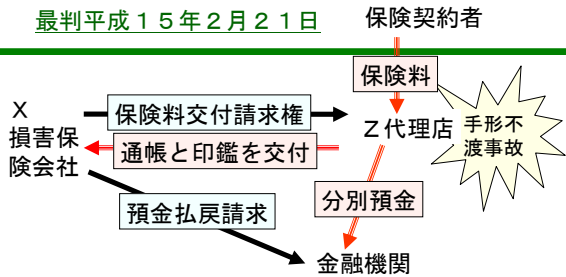 最判平成１５年２月２１日
保険契約者
保険料
X
損害保
険会社
保険料交付請求権
通帳と印鑑を交付
Z代理店
手形不
渡事故
分別預金
預金払戻請求
金融機関